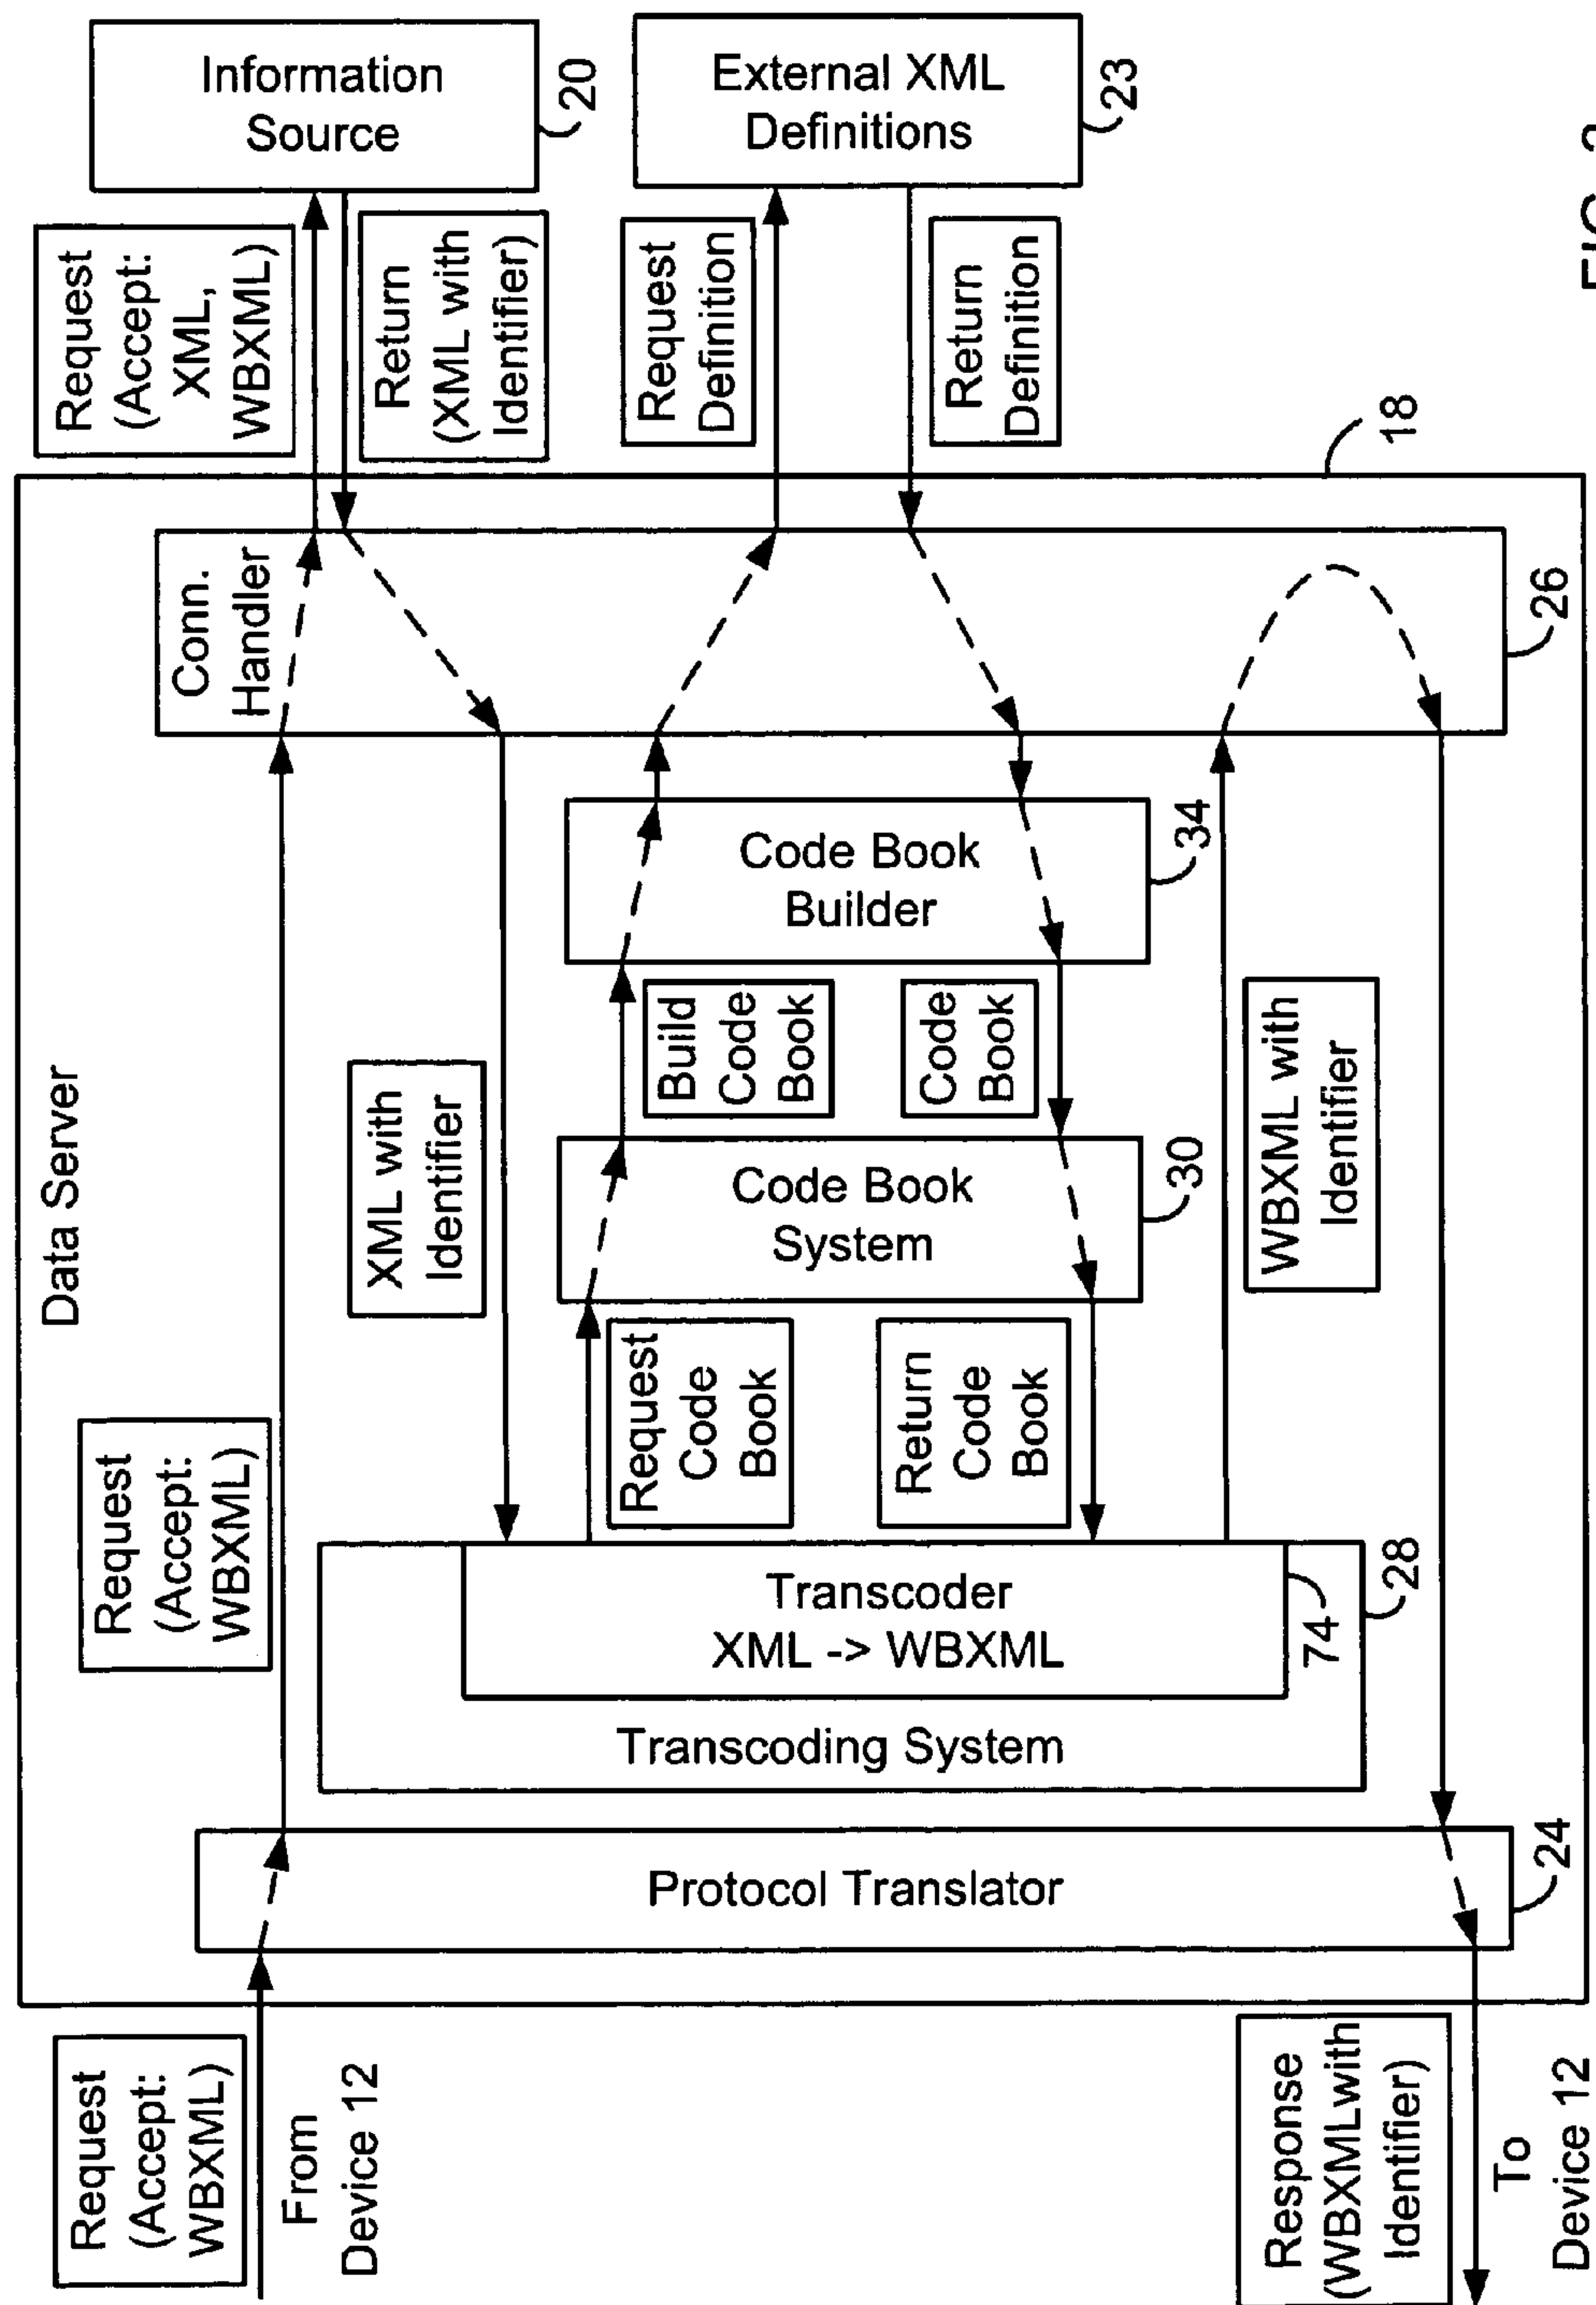 Data Server
Request
(Accept:
WBXML)
From
Device 12
Request
(Accept:
WBXML)
Conn.
Handler
Request
(Accept:
XML,
WBXML)
Information
Source
20
Return
(XML with
Identifier)
XML with
Identifier
Protocol Translator
24
Transcoding System
28
Transcoder
XML -> WBXML
74
Request
Code
Book
Code Book
System
30
Build
Code
Book
Code Book
Builder
34
Request
Definition
External XML
Definitions
23
Return
Definition
Code
Book
Return
Code
Book
WBXML with
Identifier
26
18
Response
(WBXMLwith
Identifier)
To
Device 12